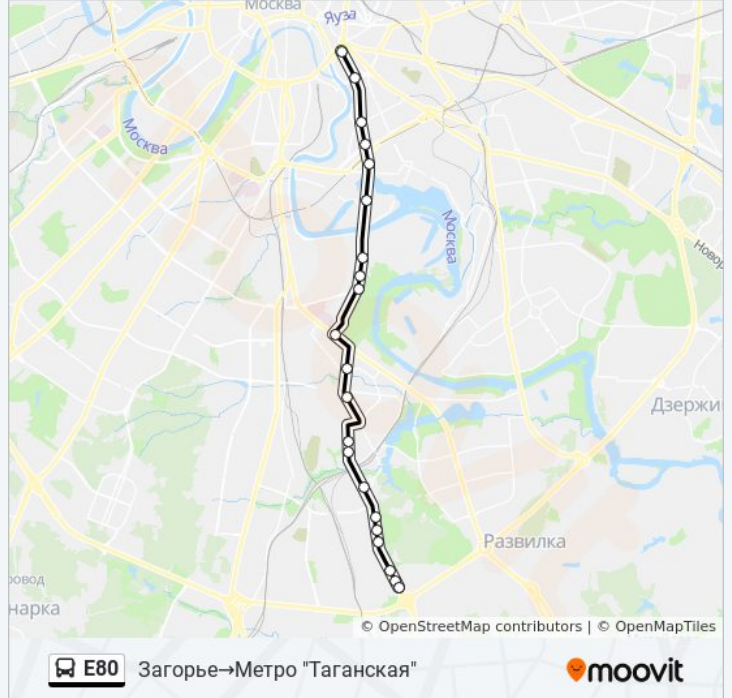 Москва
Яуза
Москва
Москва
Новор
Дзержи
Развилка
ровод
нарка
© OpenStreetMap contributors | © OpenMapTiles
E80 Загорье→Метро "Таганская"
moovit